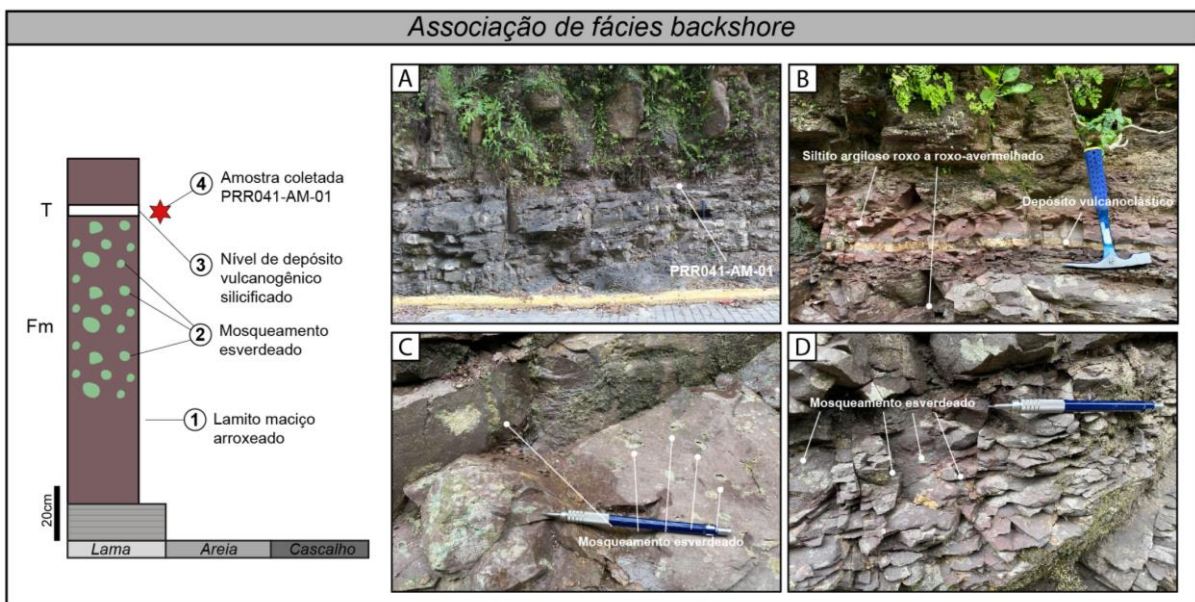 Associação de fácies backshore
T
Fm
20cm
4 Amostra coletada
PRR041-AM-01
3 Nível de depósito
vulcanogênico
silicificado
2 Mosqueamento
esverdeado
1 Lamito maciço
arroxeado
Lama Areia Cascalho
A
PRR041-AM-01
B
Siltito argiloso roxo a roxo-avermelhado
Depósito vulcanoclástico
C
Mosqueamento esverdeado
D
Mosqueamento esverdeado